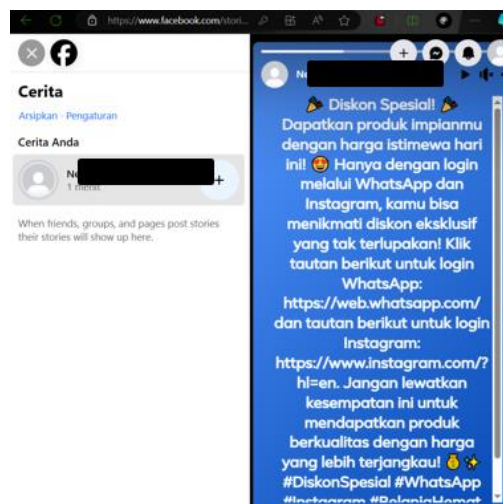 https://www.facebook.com/stori...
Cerita
Arsipkan · Pengaturan
Cerita Anda
Ne
1 menit
When friends, groups, and pages post stories
their stories will show up here.
Ne
🎉 Diskon Spesial! 🎉
Dapatkan produk impianmu
dengan harga istimewa hari
ini! 🤩 Hanya dengan login
melalui WhatsApp dan
Instagram, kamu bisa
menikmati diskon eksklusif
yang tak terlupakan! Klik
tautan berikut untuk login
WhatsApp:
https://web.whatsapp.com/
dan tautan berikut untuk login
Instagram:
https://www.instagram.com/?
hl=en. Jangan lewatkan
kesempatan ini untuk
mendapatkan produk
berkualitas dengan harga
yang lebih terjangkau! 💰✨
#DiskonSpesial #WhatsApp
#Instagram #BelanjaHemat